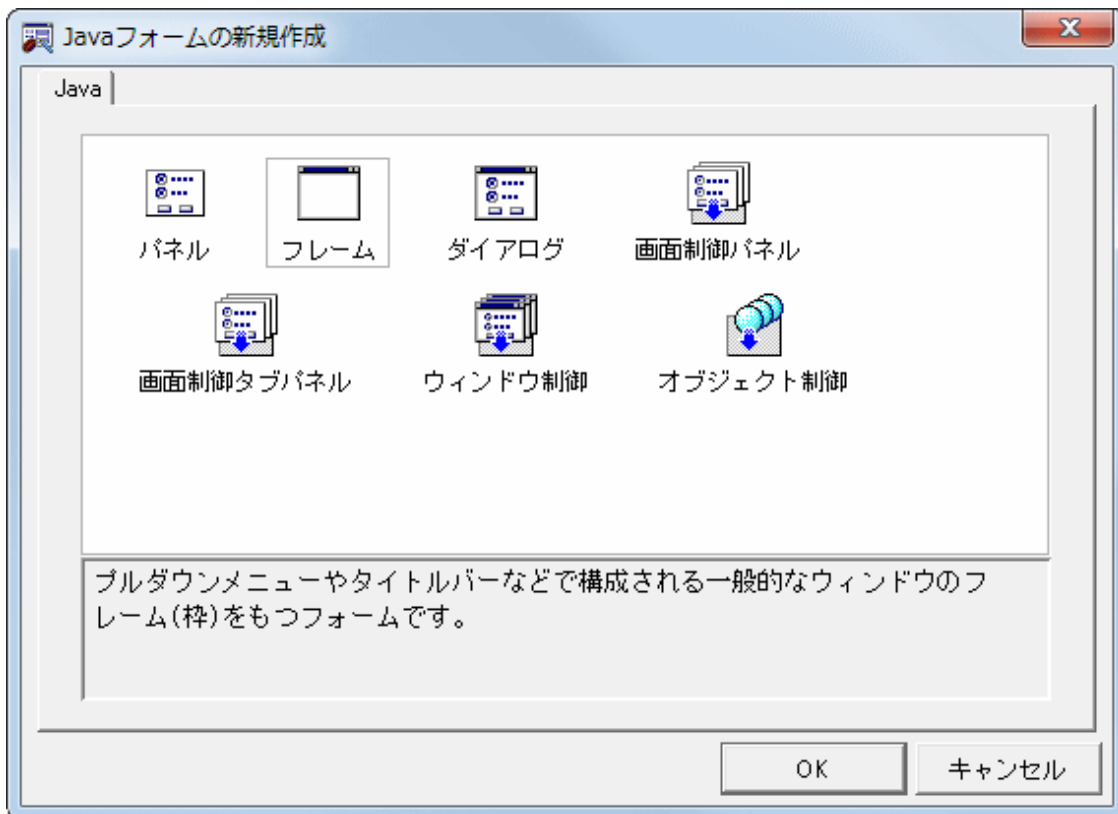 Javaフォームの新規作成
Java
パネル フレーム ダイアログ 画面制御パネル
画面制御タブパネル ウィンドウ制御 オブジェクト制御
プルダウンメニューやタイトルバーなどで構成される一般的なウィンドウのフ
レーム(枠)をもつフォームです。
OK キャンセル